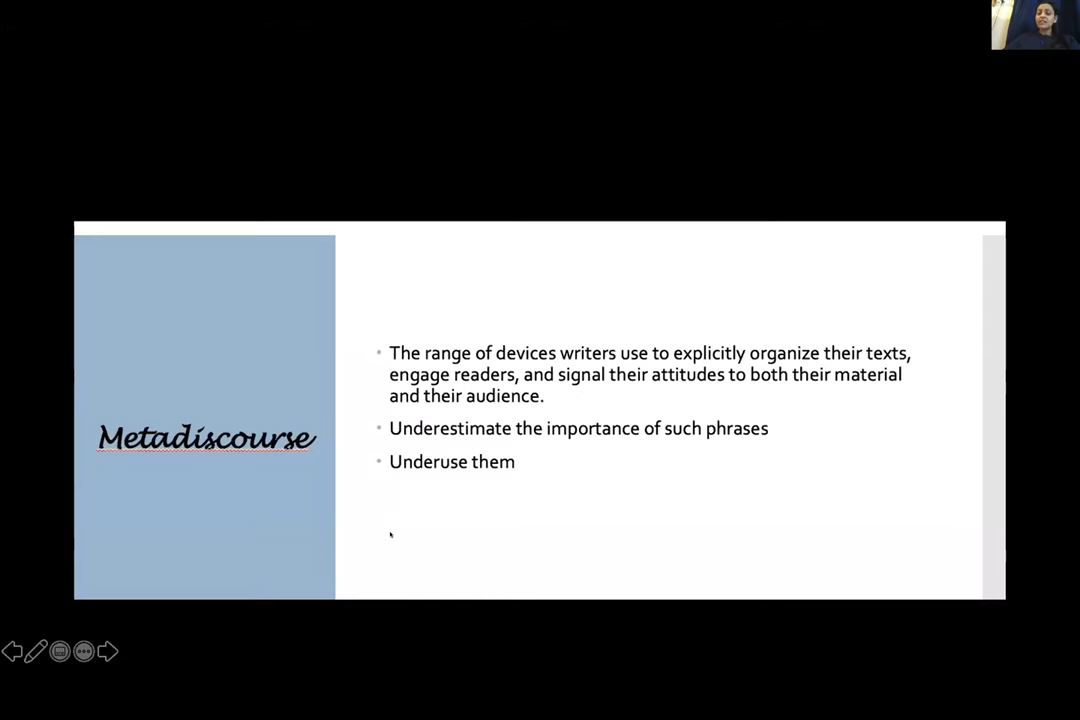 Metadiscourse
The range of devices writers use to explicitly organize their texts,
engage readers, and signal their attitudes to both their material
and their audience.
Underestimate the importance of such phrases
Underuse them